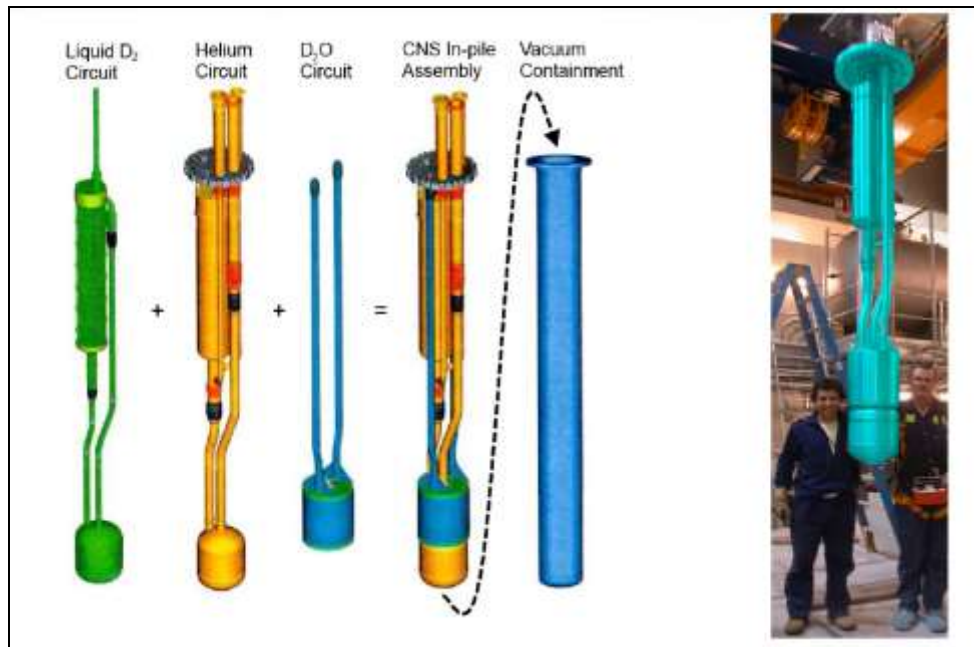 Liquid D₂
Circuit
Helium
Circuit
D₂O
Circuit
CNS In-pile
Assembly
Vacuum
Containment
+
+
=